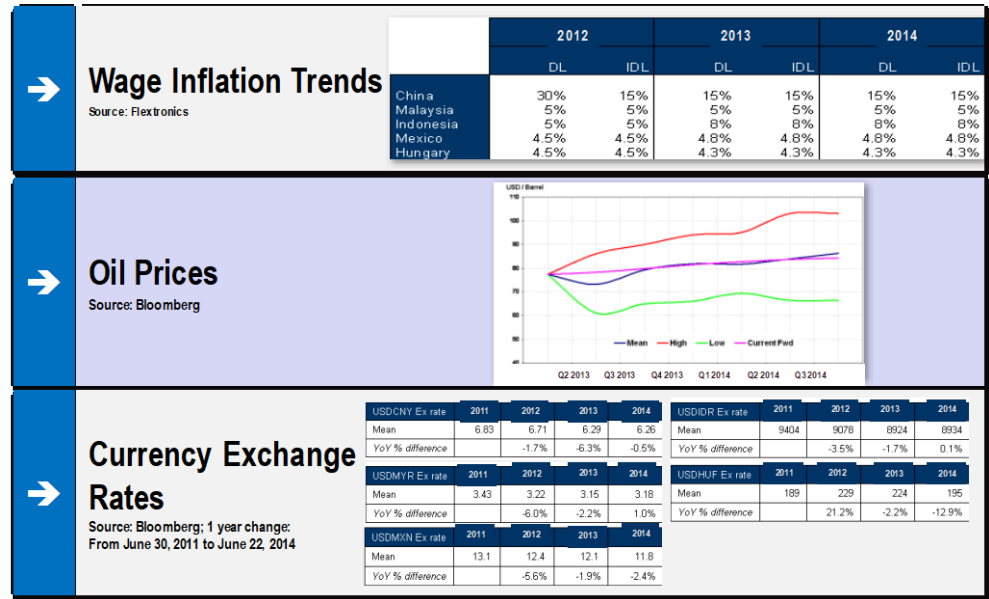 Wage Inflation Trends
Source: Flextronics
2012 2013 2014
DL IDL DL IDL DL IDL
China 30% 15% 15% 15% 15% 15%
Malaysia 5% 5% 5% 5% 5% 5%
Indonesia 5% 5% 8% 8% 8% 8%
Mexico 4.5% 4.5% 4.8% 4.8% 4.8% 4.8%
Hungary 4.5% 4.5% 4.3% 4.3% 4.3% 4.3%
Oil Prices
Source: Bloomberg
USD / Barrel
110
100
90
80
70
60
50
40
Mean High Low Current Fwd
Q2 2013 Q3 2013 Q4 2013 Q1 2014 Q2 2014 Q3 2014
Currency Exchange
Rates
Source: Bloomberg; 1 year change:
From June 30, 2011 to June 22, 2014
USDCNY Ex rate 2011 2012 2013 2014
Mean 6.83 6.71 6.29 6.26
YoY % difference -1.7% -6.3% -0.5%
USDMYR Ex rate 2011 2012 2013 2014
Mean 3.43 3.22 3.15 3.18
YoY % difference -6.0% -2.2% 1.0%
USDMXN Ex rate 2011 2012 2013 2014
Mean 13.1 12.4 12.1 11.8
YoY % difference -5.6% -1.9% -2.4%
USDIDR Ex rate 2011 2012 2013 2014
Mean 9404 9078 8924 8934
YoY % difference -3.5% -1.7% 0.1%
USDHUF Ex rate 2011 2012 2013 2014
Mean 189 229 224 195
YoY % difference 21.2% -2.2% -12.9%